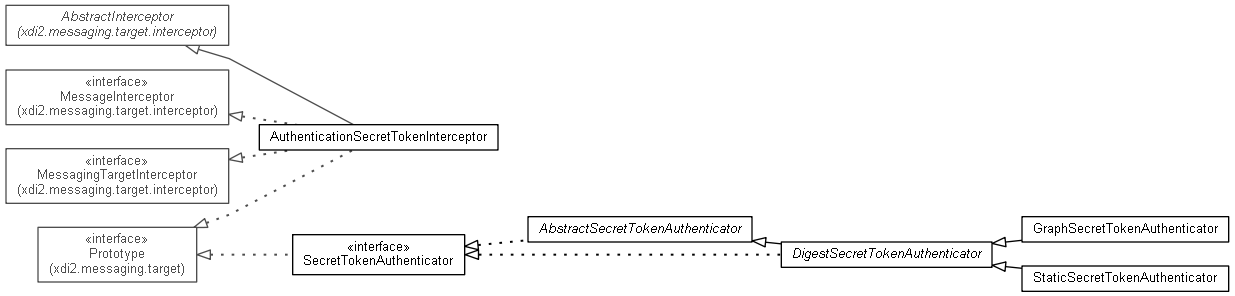 AbstractInterceptor
(xdi2.messaging.target.interceptor)
«interface»
MessageInterceptor
(xdi2.messaging.target.interceptor)
AuthenticationSecretTokenInterceptor
«interface»
MessagingTargetInterceptor
(xdi2.messaging.target.interceptor)
«interface»
Prototype
(xdi2.messaging.target)
«interface»
SecretTokenAuthenticator
AbstractSecretTokenAuthenticator
DigestSecretTokenAuthenticator
GraphSecretTokenAuthenticator
StaticSecretTokenAuthenticator